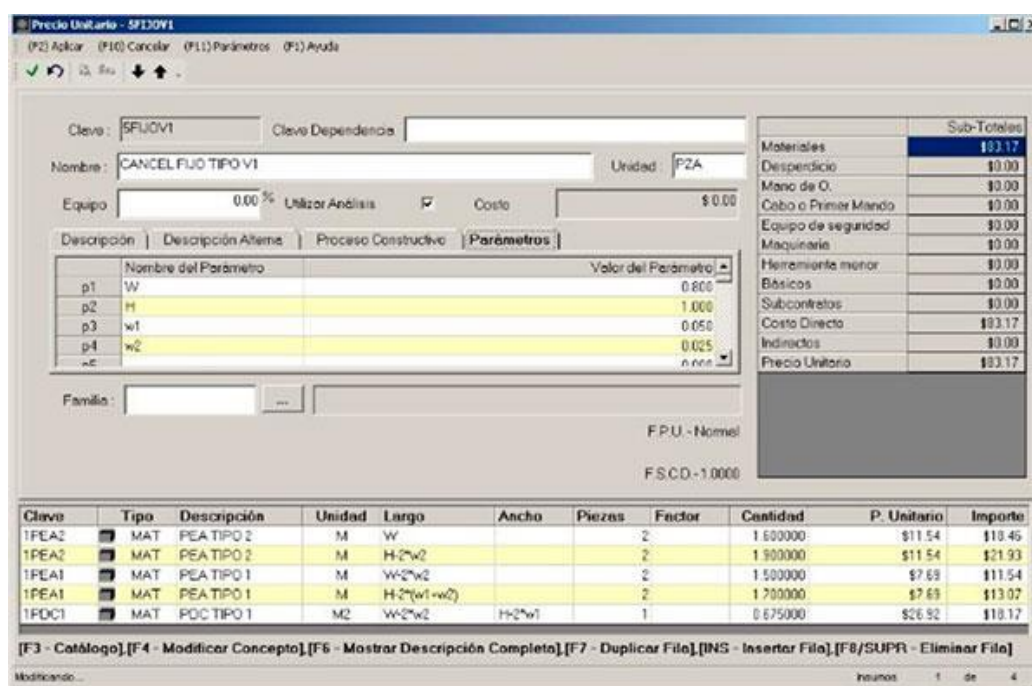 Precio Unitario - 5FIJOV1
(F2) Aplicar (F10) Cancelar (F11) Parámetros (F1) Ayuda
Clave : 5FIJOV1 Clave Dependencia
Nombre : CANCEL FIJO TIPO V1 Unidad : PZA
Equipo 0.00 % Utilizar Análisis Costo $ 0.00
Descripción Descripción Alterna Proceso Constructivo Parámetros
Nombre del Parámetro Valor del Parámetro
p1 W 0.800
p2 H 1.000
p3 w1 0.050
p4 w2 0.025
p5 0.000
Familia : ...
F.P.U. - Normal
F.S.C.D. - 1.0000
Sub-Totales
Materiales $83.17
Desperdicio $0.00
Mano de O. $0.00
Cabo o Primer Mando $0.00
Equipo de seguridad $0.00
Maquinaria $0.00
Herramienta menor $0.00
Básicos $0.00
Subcontratos $0.00
Costo Directo $83.17
Indirectos $0.00
Precio Unitario $83.17
Clave Tipo Descripción Unidad Largo Ancho Piezas Factor Cantidad P. Unitario Importe
1PEA2 MAT PEA TIPO 2 M W 2 1.600000 $11.54 $18.46
1PEA2 MAT PEA TIPO 2 M H-2*w2 2 1.900000 $11.54 $21.93
1PEA1 MAT PEA TIPO 1 M W-2*w2 2 1.500000 $7.69 $11.54
1PEA1 MAT PEA TIPO 1 M H-2*(w1+w2) 2 1.700000 $7.69 $13.07
1PDC1 MAT PDC TIPO 1 M2 W-2*w2 H-2*w1 1 0.675000 $26.92 $18.17
[F3 - Catálogo],[F4 - Modificar Concepto],[F6 - Mostrar Descripción Completa],[F7 - Duplicar Fila],[INS - Insertar Fila],[F8/SUPR - Eliminar Fila]
Modificando... Insumos 1 de 4